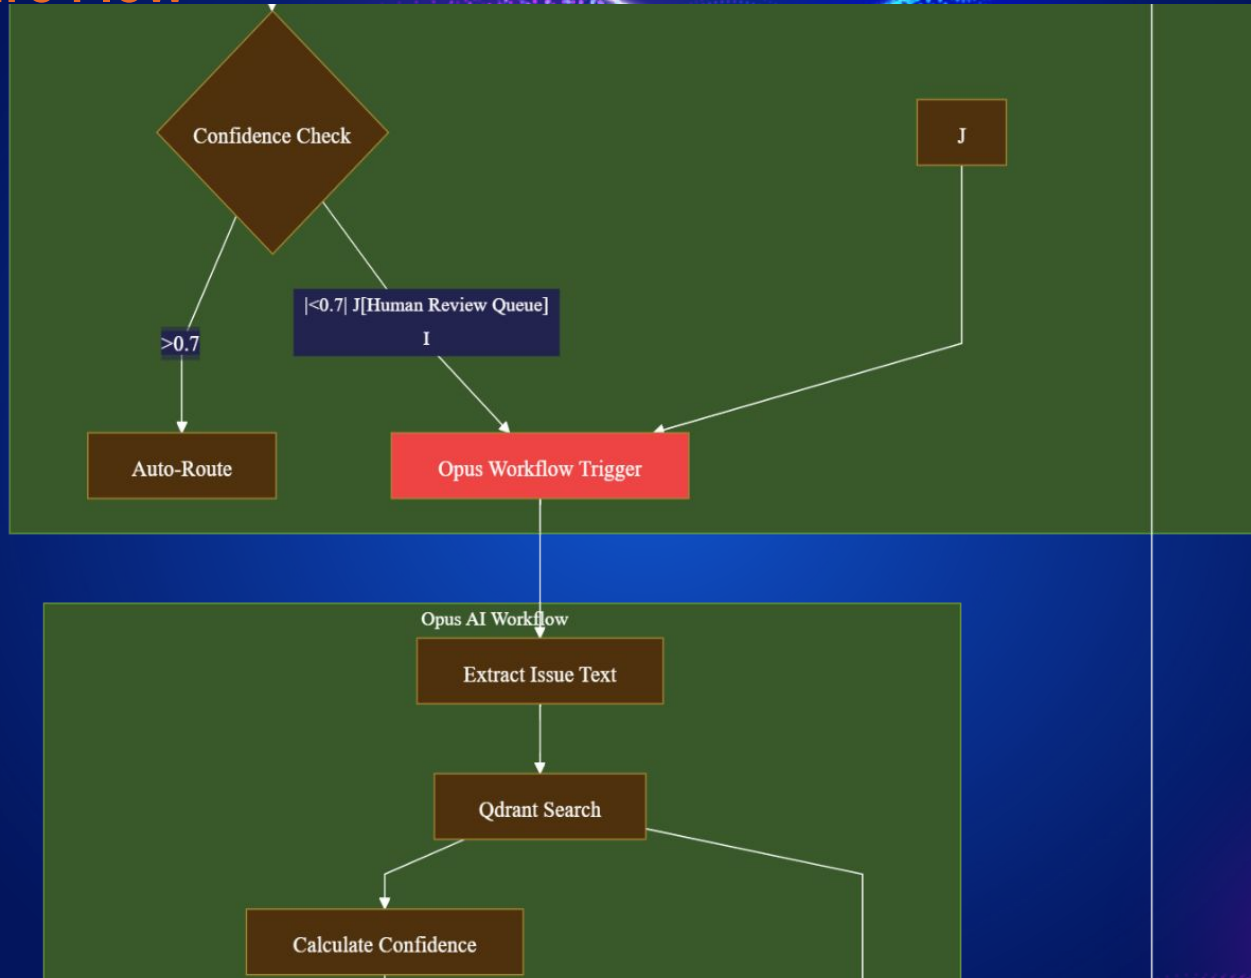 Confidence Check
J
|<0.7| J[Human Review Queue]
I
>0.7
Auto-Route
Opus Workflow Trigger
Opus AI Workflow
Extract Issue Text
Qdrant Search
Calculate Confidence